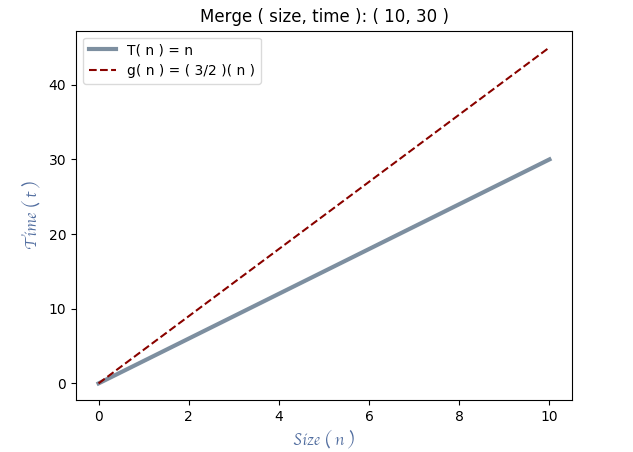 Merge ( size, time ): ( 10, 30 )
T( n ) = n
g( n ) = ( 3/2 )( n )
40
30
20
10
0
Time ( t )
0 2 4 6 8 10
Size ( n )